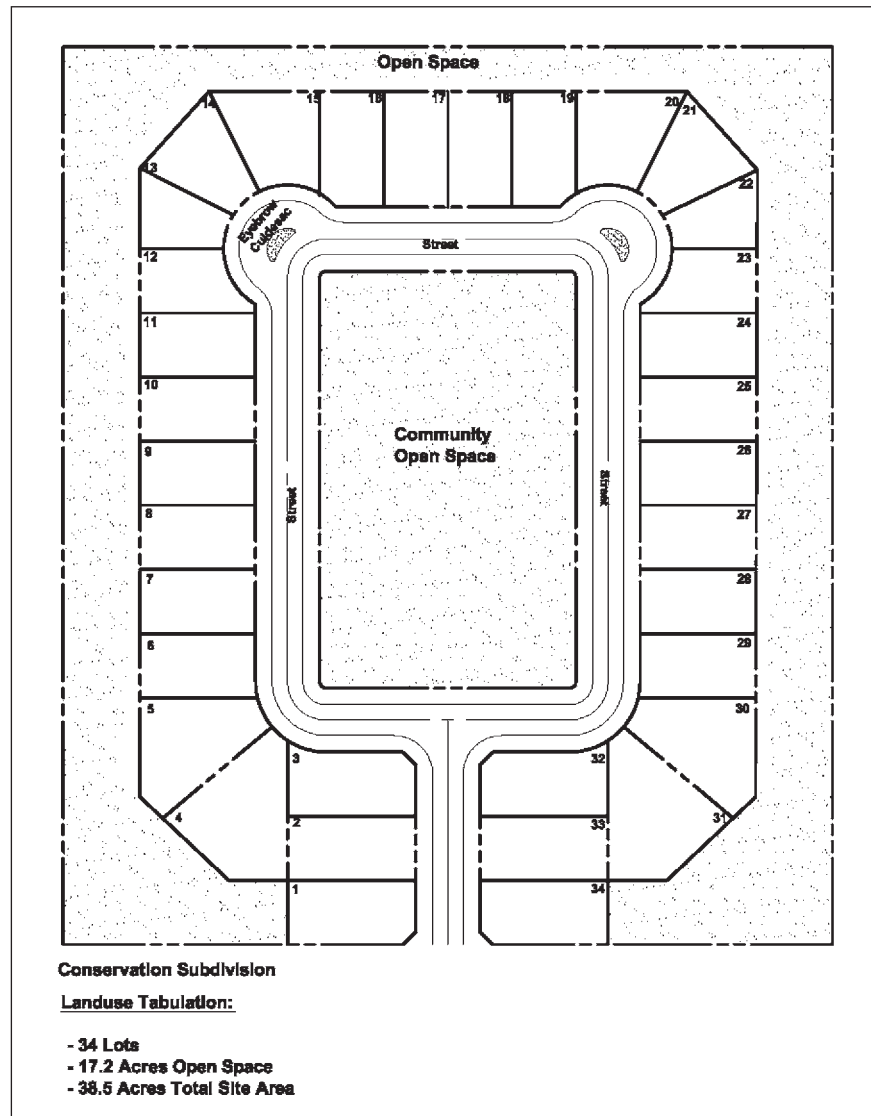 Open Space
14
15
16
17
18
19
20
21
13
22
Eyebrow
Culdesac
Street
12
23
11
24
10
25
Community
Open Space
9
26
Street
Street
8
27
7
28
6
29
5
30
3
32
4
31
2
33
1
34
Conservation Subdivision
Landuse Tabulation:
- 34 Lots
- 17.2 Acres Open Space
- 38.5 Acres Total Site Area